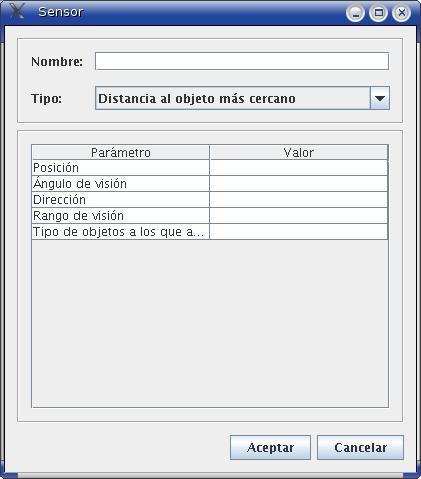 Sensor
Nombre:
Tipo: Distancia al objeto más cercano
Parámetro Valor
Posición
Ángulo de visión
Dirección
Rango de visión
Tipo de objetos a los que a...
Aceptar Cancelar